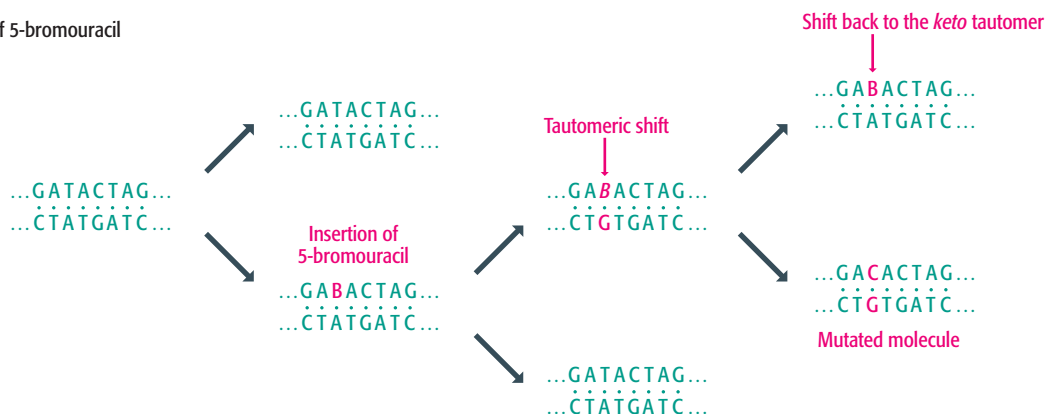 f 5-bromouracil
Shift back to the keto tautomer
...GABACTAG...
...CTATGATC...
...GATACTAG...
...CTATGATC...
Tautomeric shift
...GABACTAG...
...CTGTGATC...
...GATACTAG...
...CTATGATC...
Insertion of
5-bromouracil
...GABACTAG...
...CTATGATC...
...GACACTAG...
...CTGTGATC...
Mutated molecule
...GATACTAG...
...CTATGATC...